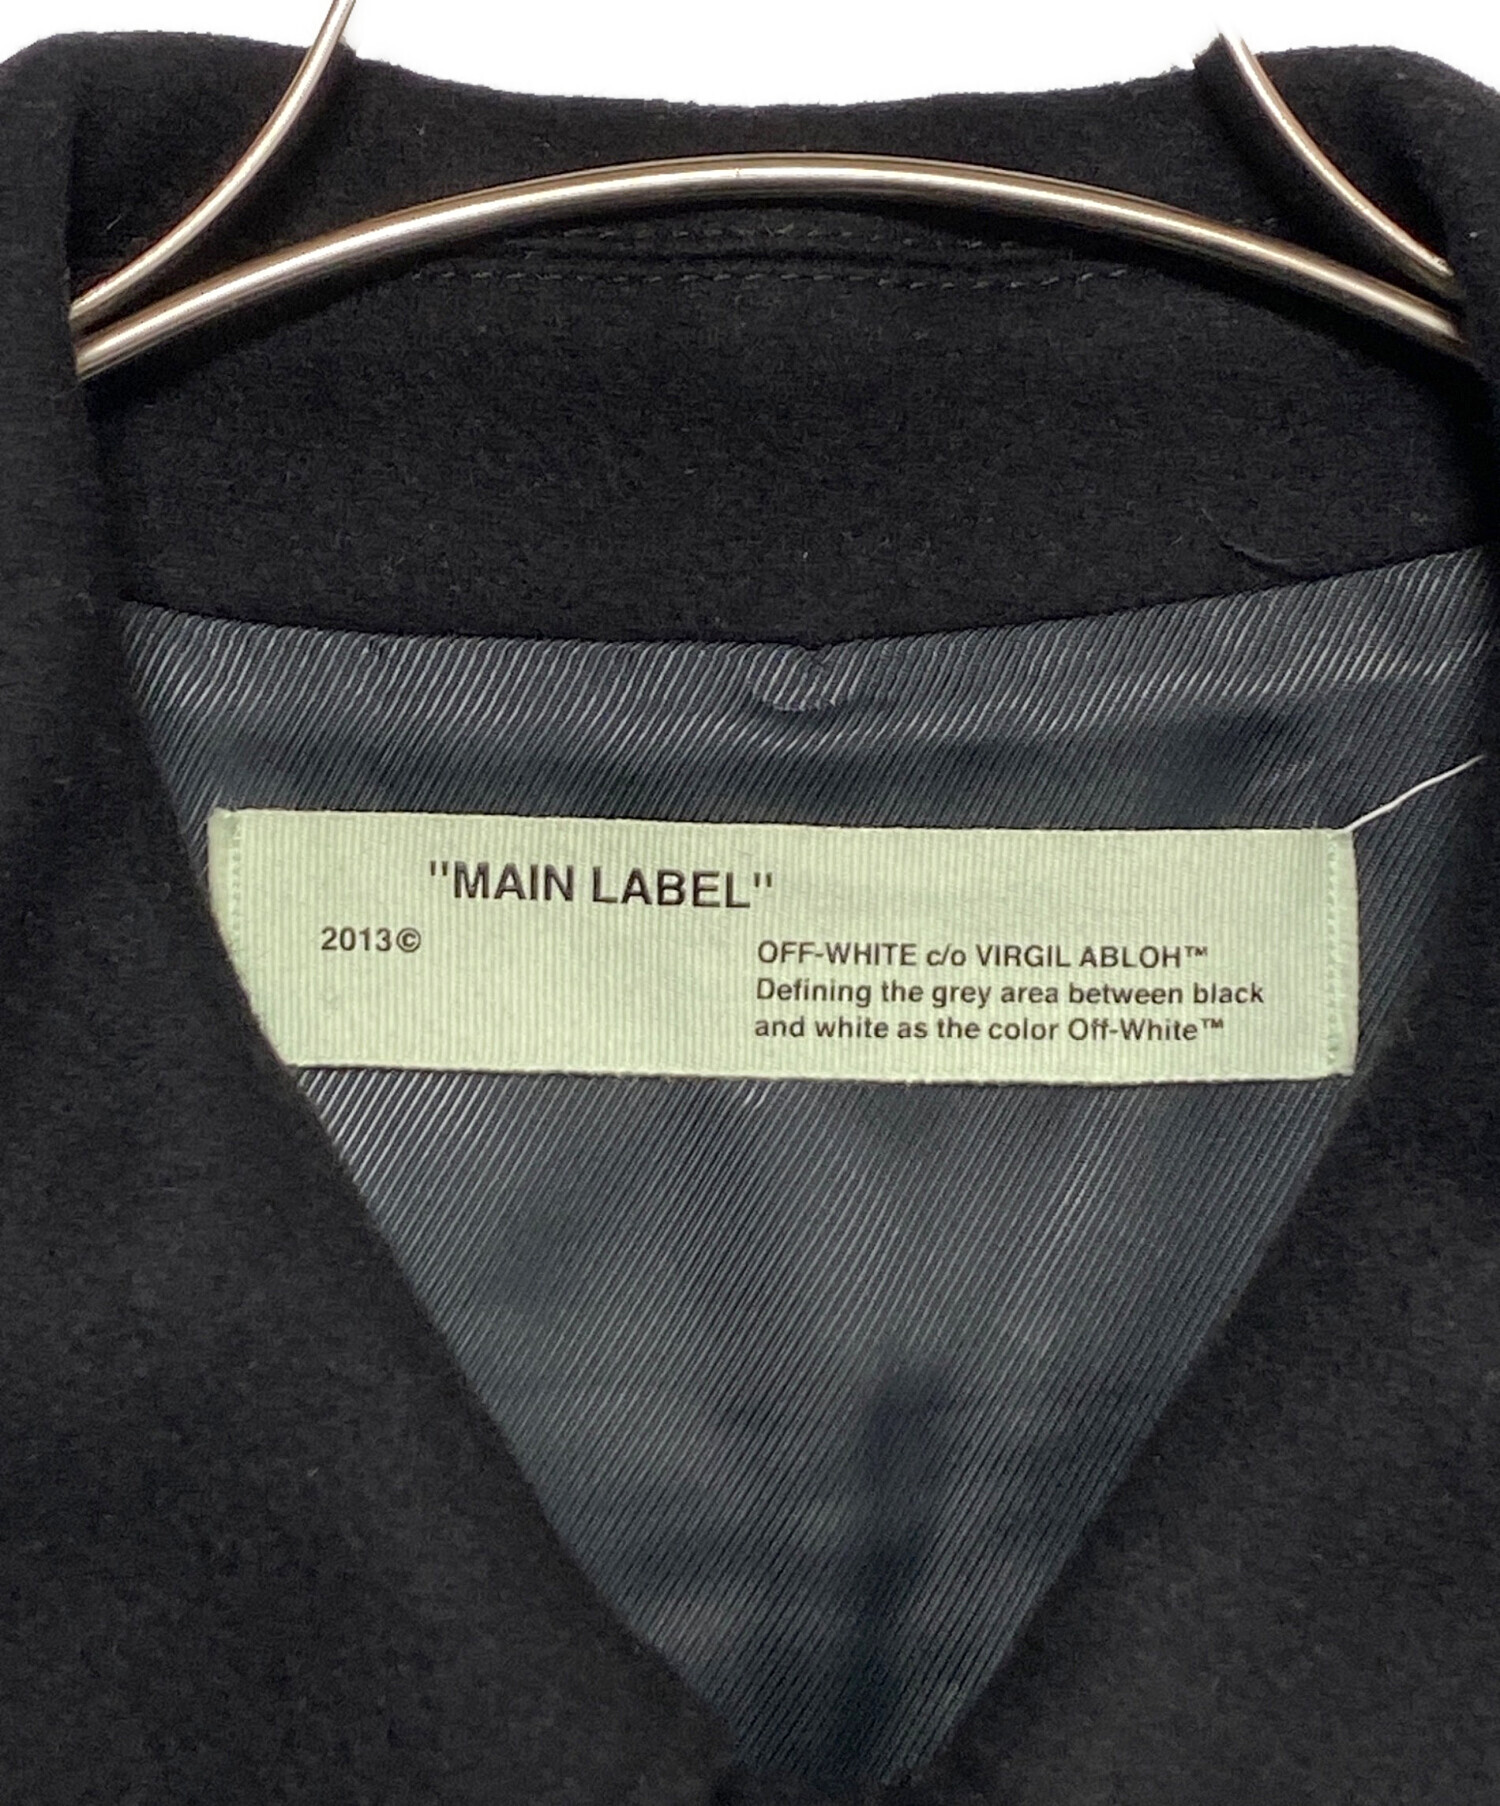 "MAIN LABEL"
2013©
OFF-WHITE c/o VIRGIL ABLOH™
Defining the grey area between black
and white as the color Off-White™